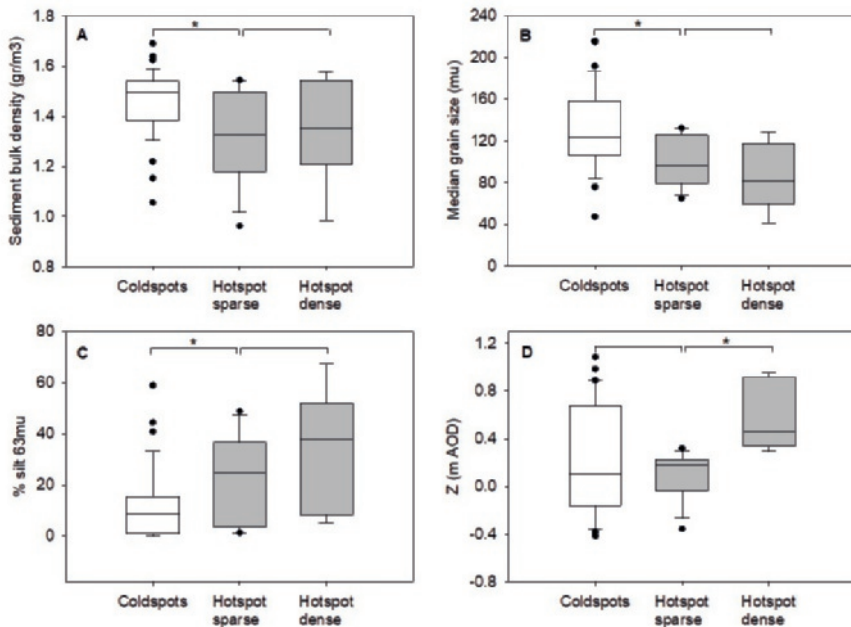 A
*
Sediment bulk density (gr/m3)
1.8
1.6
1.4
1.2
1.0
0.8
Coldspots
Hotspot
sparse
Hotspot
dense
B
*
Median grain size (mu)
240
200
160
120
80
40
0
Coldspots
Hotspot
sparse
Hotspot
dense
C
*
% silt 63mu
80
60
40
20
0
Coldspots
Hotspot
sparse
Hotspot
dense
D
*
Z (m AOD)
1.2
0.8
0.4
0.0
-0.4
-0.8
Coldspots
Hotspot
sparse
Hotspot
dense